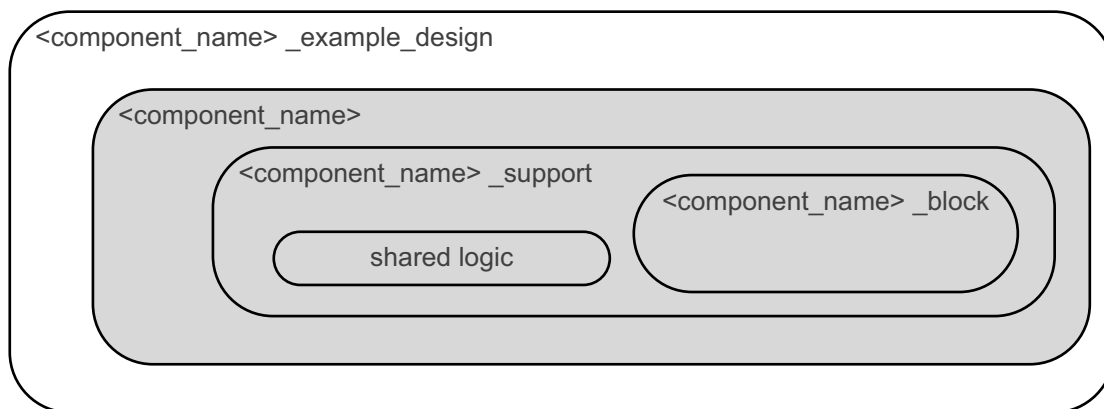 <component_name> _example_design
<component_name>
<component_name> _support
<component_name> _block
shared logic